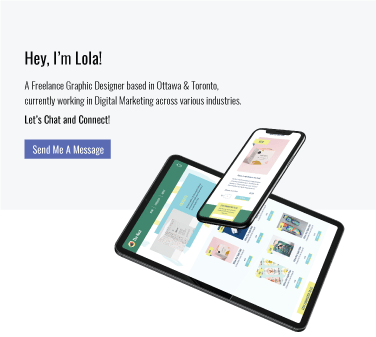 Hey, I'm Lola!
A Freelance Graphic Designer based in Ottawa & Toronto,
currently working in Digital Marketing across various industries.
Let's Chat and Connect!
Send Me A Message